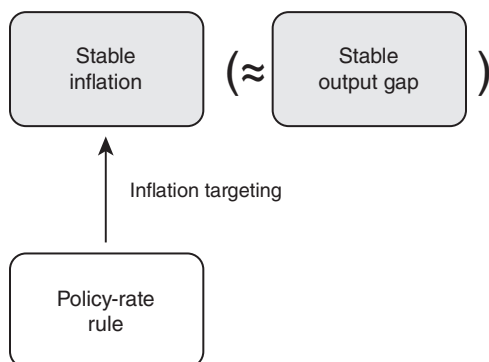 Stable
inflation
(≈
Stable
output gap
)
Inflation targeting
Policy-rate
rule